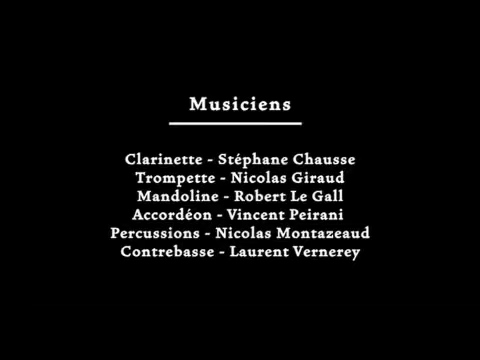 Musiciens
Clarinette - Stéphane Chausse
Trompette - Nicolas Giraud
Mandoline - Robert Le Gall
Accordéon - Vincent Peirani
Percussions - Nicolas Montazeaud
Contrebasse - Laurent Vernerey